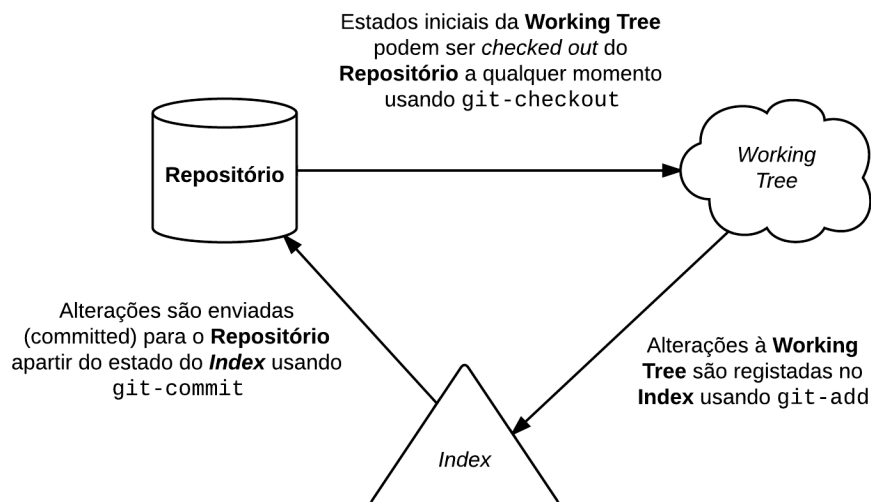 Estados iniciais da Working Tree
podem ser checked out do
Repositório a qualquer momento
usando git-checkout
Repositório
Working
Tree
Alterações são enviadas
(committed) para o Repositório
apartir do estado do Index usando
git-commit
Alterações à Working
Tree são registadas no
Index usando git-add
Index